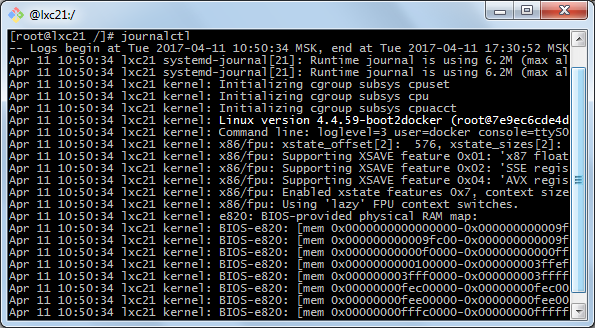 @lxc21:/
[root@lxc21 /]# journalctl
-- Logs begin at Tue 2017-04-11 10:50:34 MSK, end at Tue 2017-04-11 17:30:52 MSK
Apr 11 10:50:34 lxc21 systemd-journal[21]: Runtime journal is using 6.2M (max al
Apr 11 10:50:34 lxc21 systemd-journal[21]: Runtime journal is using 6.2M (max al
Apr 11 10:50:34 lxc21 kernel: Initializing cgroup subsys cpuset
Apr 11 10:50:34 lxc21 kernel: Initializing cgroup subsys cpu
Apr 11 10:50:34 lxc21 kernel: Initializing cgroup subsys cpuacct
Apr 11 10:50:34 lxc21 kernel: Linux version 4.4.59-boot2docker (root@7e9ec6cde4d
Apr 11 10:50:34 lxc21 kernel: Command line: loglevel=3 user=docker console=ttyS0
Apr 11 10:50:34 lxc21 kernel: x86/fpu: xstate_offset[2]:  576, xstate_sizes[2]:
Apr 11 10:50:34 lxc21 kernel: x86/fpu: Supporting XSAVE feature 0x01: 'x87 float
Apr 11 10:50:34 lxc21 kernel: x86/fpu: Supporting XSAVE feature 0x02: 'SSE regis
Apr 11 10:50:34 lxc21 kernel: x86/fpu: Supporting XSAVE feature 0x04: 'AVX regis
Apr 11 10:50:34 lxc21 kernel: x86/fpu: Enabled xstate features 0x7, context size
Apr 11 10:50:34 lxc21 kernel: x86/fpu: Using 'lazy' FPU context switches.
Apr 11 10:50:34 lxc21 kernel: e820: BIOS-provided physical RAM map:
Apr 11 10:50:34 lxc21 kernel: BIOS-e820: [mem 0x0000000000000000-0x000000000009f
Apr 11 10:50:34 lxc21 kernel: BIOS-e820: [mem 0x000000000009fc00-0x000000000009f
Apr 11 10:50:34 lxc21 kernel: BIOS-e820: [mem 0x00000000000f0000-0x00000000000ff
Apr 11 10:50:34 lxc21 kernel: BIOS-e820: [mem 0x0000000000100000-0x000000003ffef
Apr 11 10:50:34 lxc21 kernel: BIOS-e820: [mem 0x000000003fff0000-0x000000003ffff
Apr 11 10:50:34 lxc21 kernel: BIOS-e820: [mem 0x00000000fec00000-0x00000000fec00
Apr 11 10:50:34 lxc21 kernel: BIOS-e820: [mem 0x00000000fee00000-0x00000000fee00
Apr 11 10:50:34 lxc21 kernel: BIOS-e820: [mem 0x00000000fffc0000-0x00000000fffff